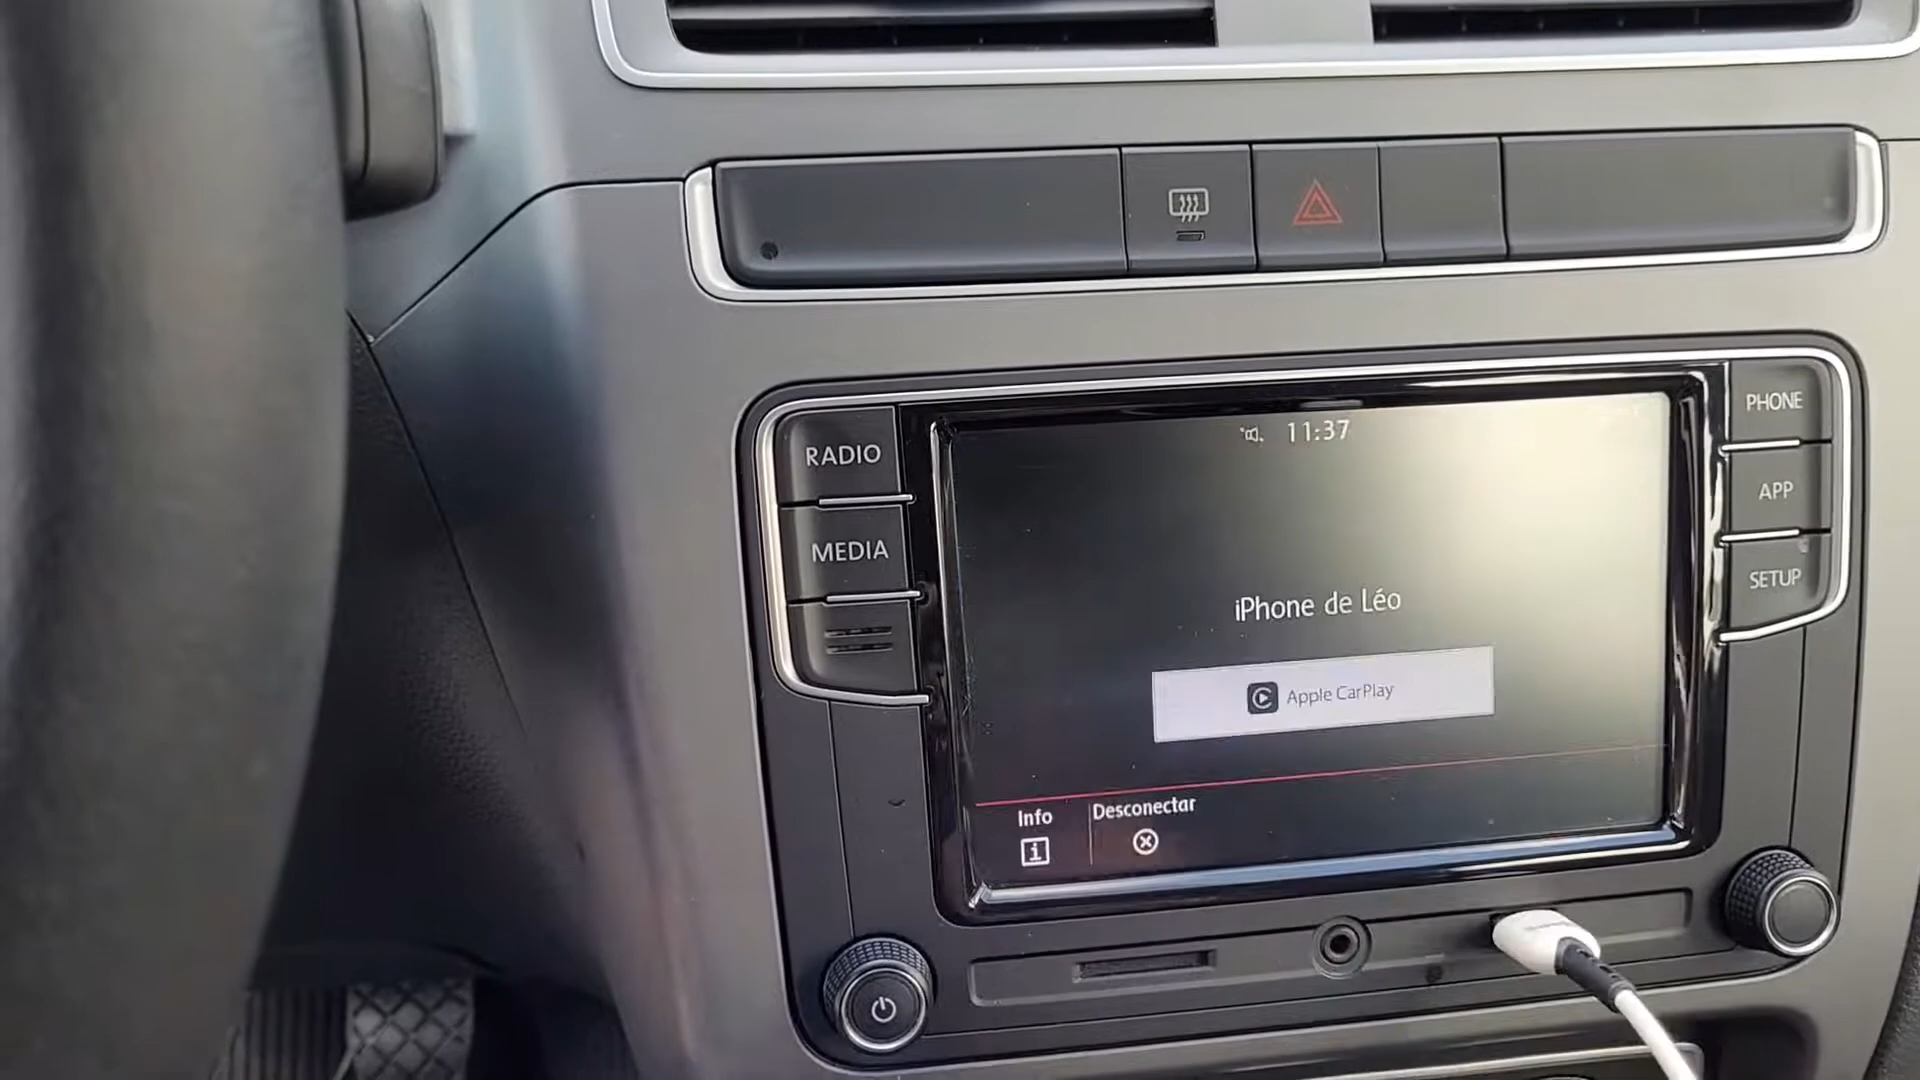 RADIO
MEDIA
11:37
PHONE
APP
SETUP
iPhone de Léo
Apple CarPlay
Info
Desconectar